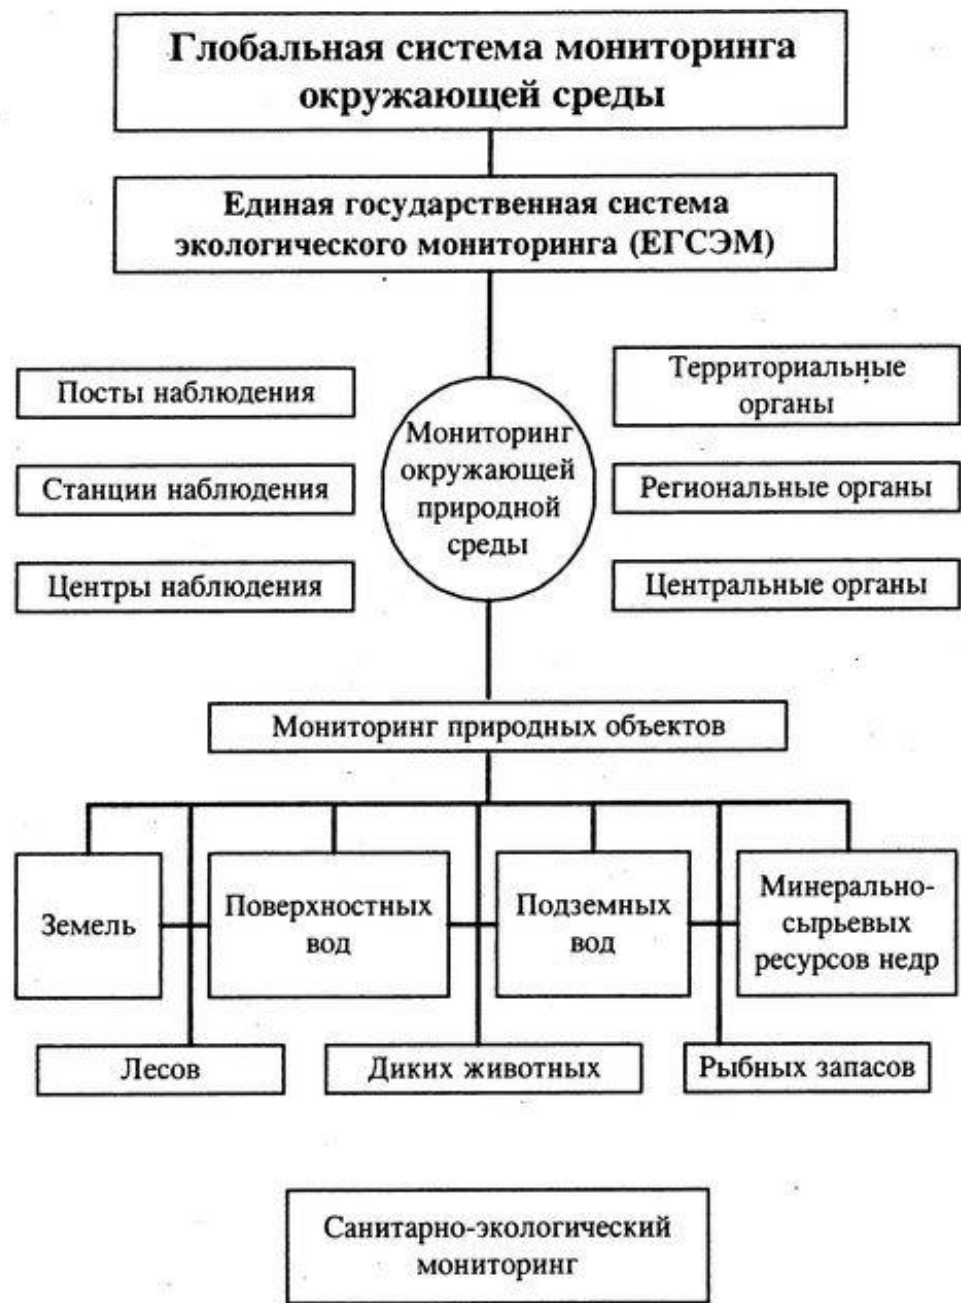 Глобальная система мониторинга
окружающей среды
Единая государственная система
экологического мониторинга (ЕГСЭМ)
Посты наблюдения
Станции наблюдения
Центры наблюдения
Мониторинг
окружающей
природной
среды
Территориальные
органы
Региональные органы
Центральные органы
Мониторинг природных объектов
Земель
Поверхностных
вод
Подземных
вод
Минерально-
сырьевых
ресурсов недр
Лесов
Диких животных
Рыбных запасов
Санитарно-экологический
мониторинг